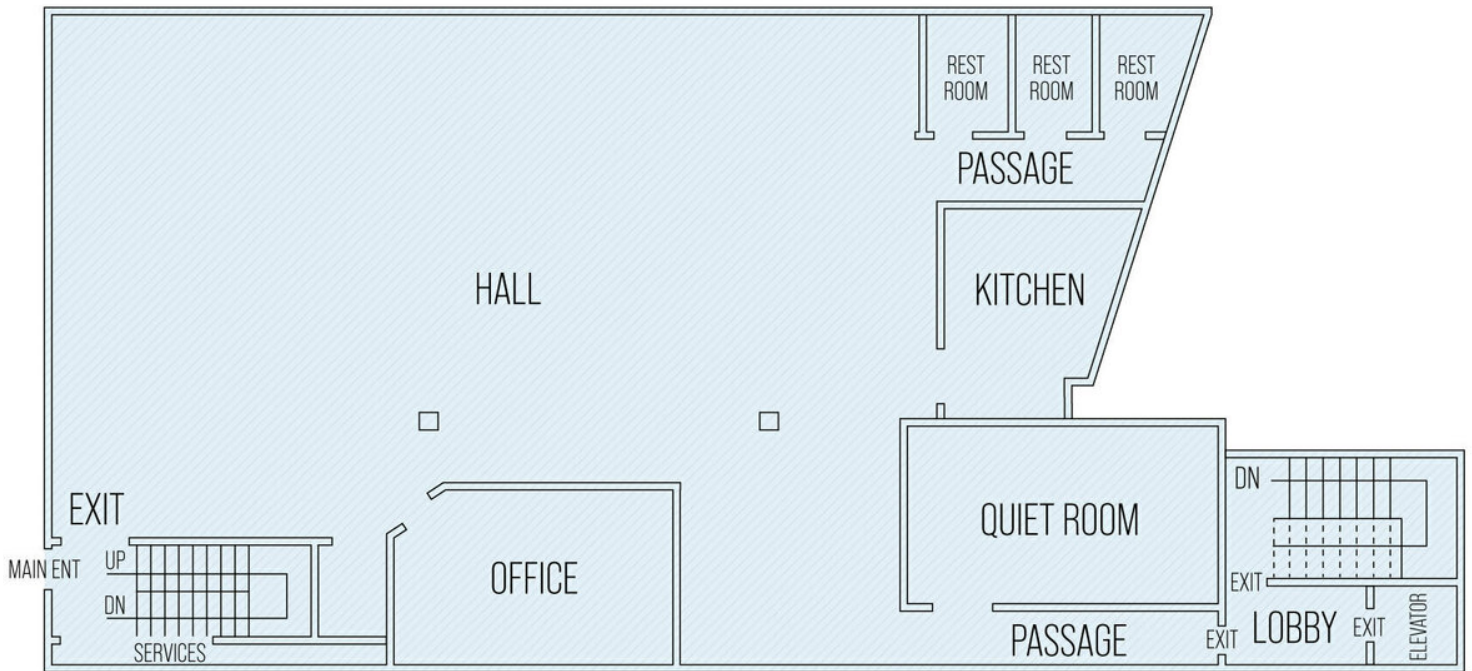 REST
ROOM
REST
ROOM
REST
ROOM
PASSAGE
HALL
KITCHEN
EXIT
MAIN ENT
UP
DN
SERVICES
OFFICE
QUIET ROOM
PASSAGE
DN
EXIT
EXIT
LOBBY
EXIT
ELEVATOR